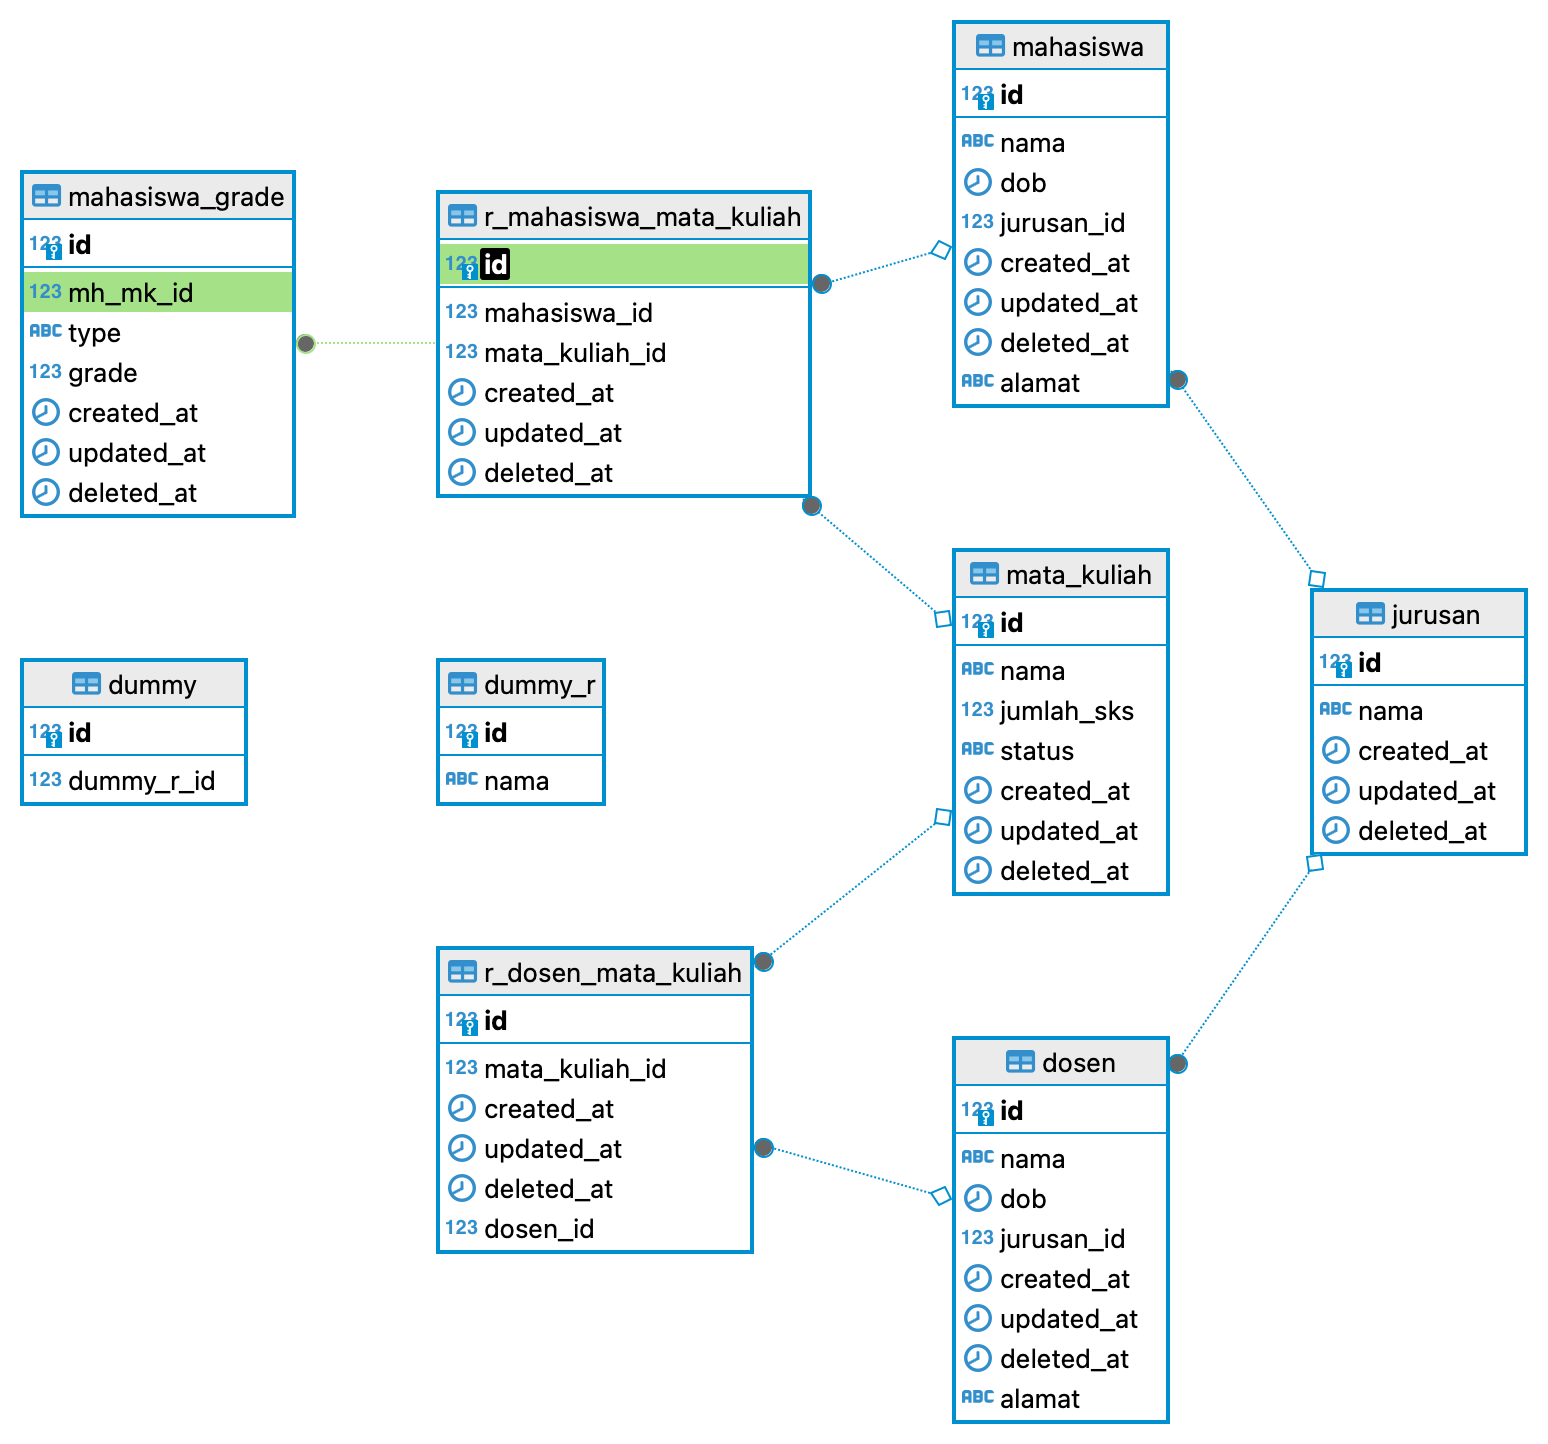 mahasiswa_grade
123 id
123 mh_mk_id
ABC type
123 grade
created_at
updated_at
deleted_at
r_mahasiswa_mata_kuliah
123 id
123 mahasiswa_id
123 mata_kuliah_id
created_at
updated_at
deleted_at
mahasiswa
123 id
ABC nama
dob
123 jurusan_id
created_at
updated_at
deleted_at
ABC alamat
mata_kuliah
123 id
ABC nama
123 jumlah_sks
ABC status
created_at
updated_at
deleted_at
jurusan
123 id
ABC nama
created_at
updated_at
deleted_at
dummy
123 id
123 dummy_r_id
dummy_r
123 id
ABC nama
r_dosen_mata_kuliah
123 id
123 mata_kuliah_id
created_at
updated_at
deleted_at
123 dosen_id
dosen
123 id
ABC nama
dob
123 jurusan_id
created_at
updated_at
deleted_at
ABC alamat